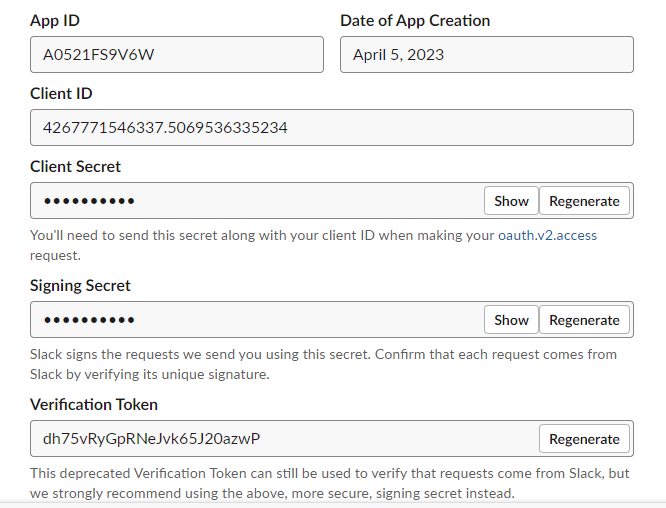 App ID
Date of App Creation
A0521FS9V6W
April 5, 2023
Client ID
4267771546337.5069536335234
Client Secret
••••••••••
Show
Regenerate
You'll need to send this secret along with your client ID when making your oauth.v2.access
request.
Signing Secret
••••••••••
Show
Regenerate
Slack signs the requests we send you using this secret. Confirm that each request comes from
Slack by verifying its unique signature.
Verification Token
dh75vRyGpRNeJvk65J20azwP
Regenerate
This deprecated Verification Token can still be used to verify that requests come from Slack, but
we strongly recommend using the above, more secure, signing secret instead.